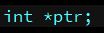 int *ptr;